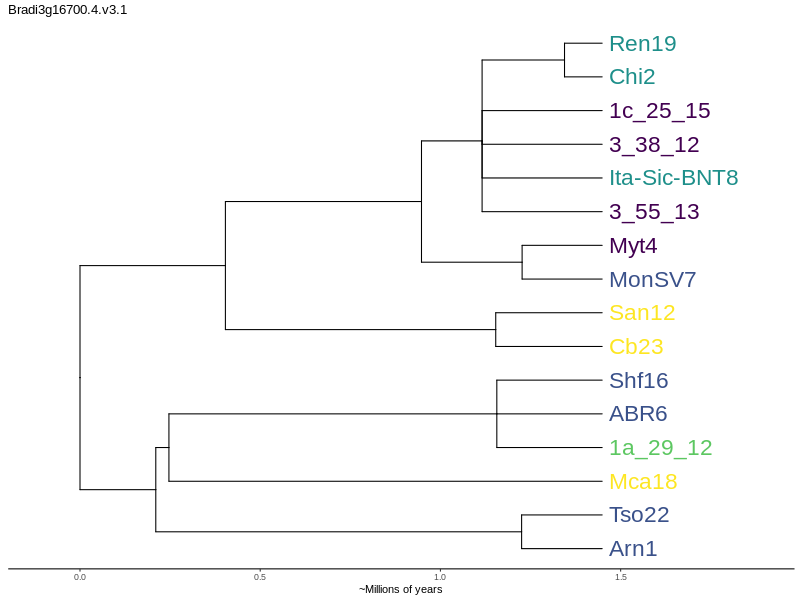 Bradi3g16700.4.v3.1
Ren19
Chi2
1c_25_15
3_38_12
Ita-Sic-BNT8
3_55_13
Myt4
MonSV7
San12
Cb23
Shf16
ABR6
1a_29_12
Mca18
Tso22
Arn1
0.0 0.5 1.0 1.5
~Millions of years